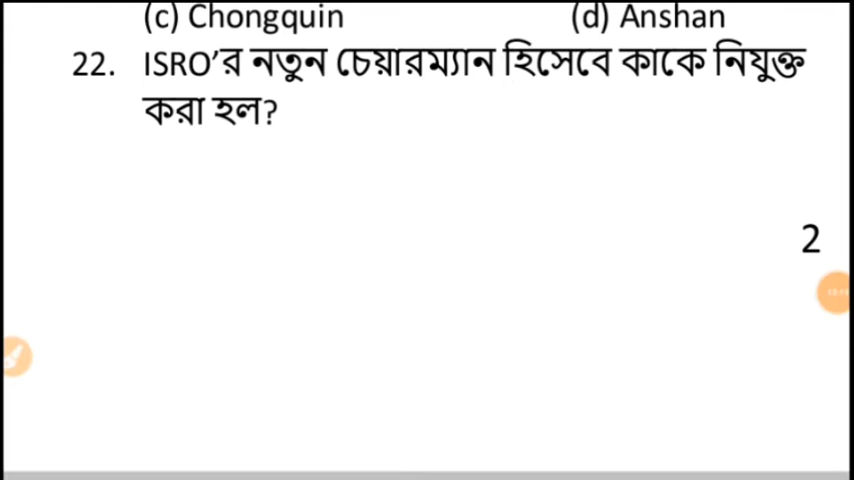 (c) Chongquin (d) Anshan
22. ISRO’র নতুন চেয়ারম্যান হিসেবে কাকে নিযুক্ত
করা হল?
2